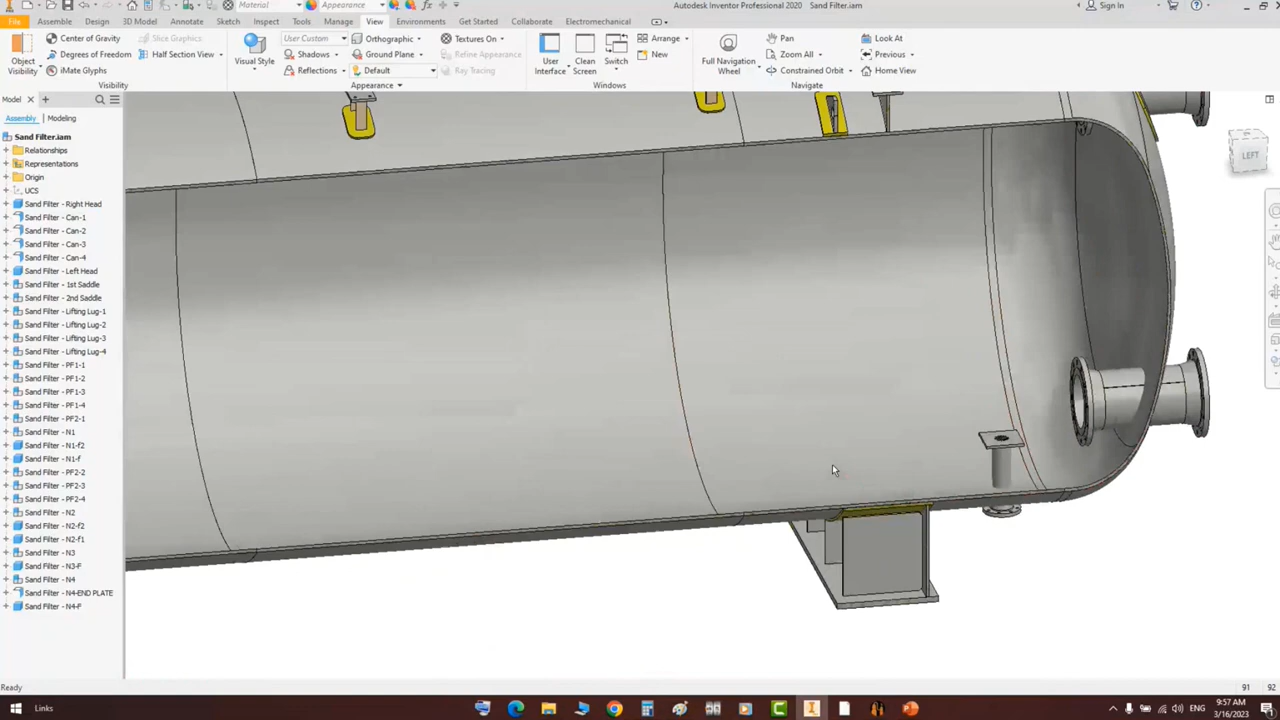 Material
Appearance
Autodesk Inventor Professional 2020 Sand Filter.iam
Sign In
File Assembly Design 3D Model Sketch Annotate Inspect Tools Manage View Environments Get Started Collaborate Electromechanical
Object Visibility
Center of Gravity
Degrees of Freedom
iMate Glyphs
Slice Graphics
Half Section View
Visibility
Visual Style
User Custom
Shadows
Reflections
Orthographic
Ground Plane
Default
Textures On
Refine Appearance
Ray Tracing
Appearance
User Interface
Clean Screen
Switch
Arrange
New
Windows
Full Navigation Wheel
Pan
Zoom All
Constrained Orbit
Look At
Previous
Home View
Navigate
Model
Assembly Modeling
Sand Filter.iam
Relationships
Representations
Origin
UCS
Sand Filter - Right Head
Sand Filter - Can-1
Sand Filter - Can-2
Sand Filter - Can-3
Sand Filter - Can-4
Sand Filter - Left Head
Sand Filter - 1st Saddle
Sand Filter - 2nd Saddle
Sand Filter - Lifting Lug-1
Sand Filter - Lifting Lug-2
Sand Filter - Lifting Lug-3
Sand Filter - Lifting Lug-4
Sand Filter - PF1-1
Sand Filter - PF1-2
Sand Filter - PF1-3
Sand Filter - PF1-4
Sand Filter - PF2-1
Sand Filter - N1
Sand Filter - N1-f2
Sand Filter - N1-f
Sand Filter - PF2-2
Sand Filter - PF2-3
Sand Filter - PF2-4
Sand Filter - N2
Sand Filter - N2-f2
Sand Filter - N2-f1
Sand Filter - N3
Sand Filter - N3-F
Sand Filter - N4
Sand Filter - N4-END PLATE
Sand Filter - N4-F
LEFT
Ready
91 92
Links
ENG
9:57 AM
3/16/2023